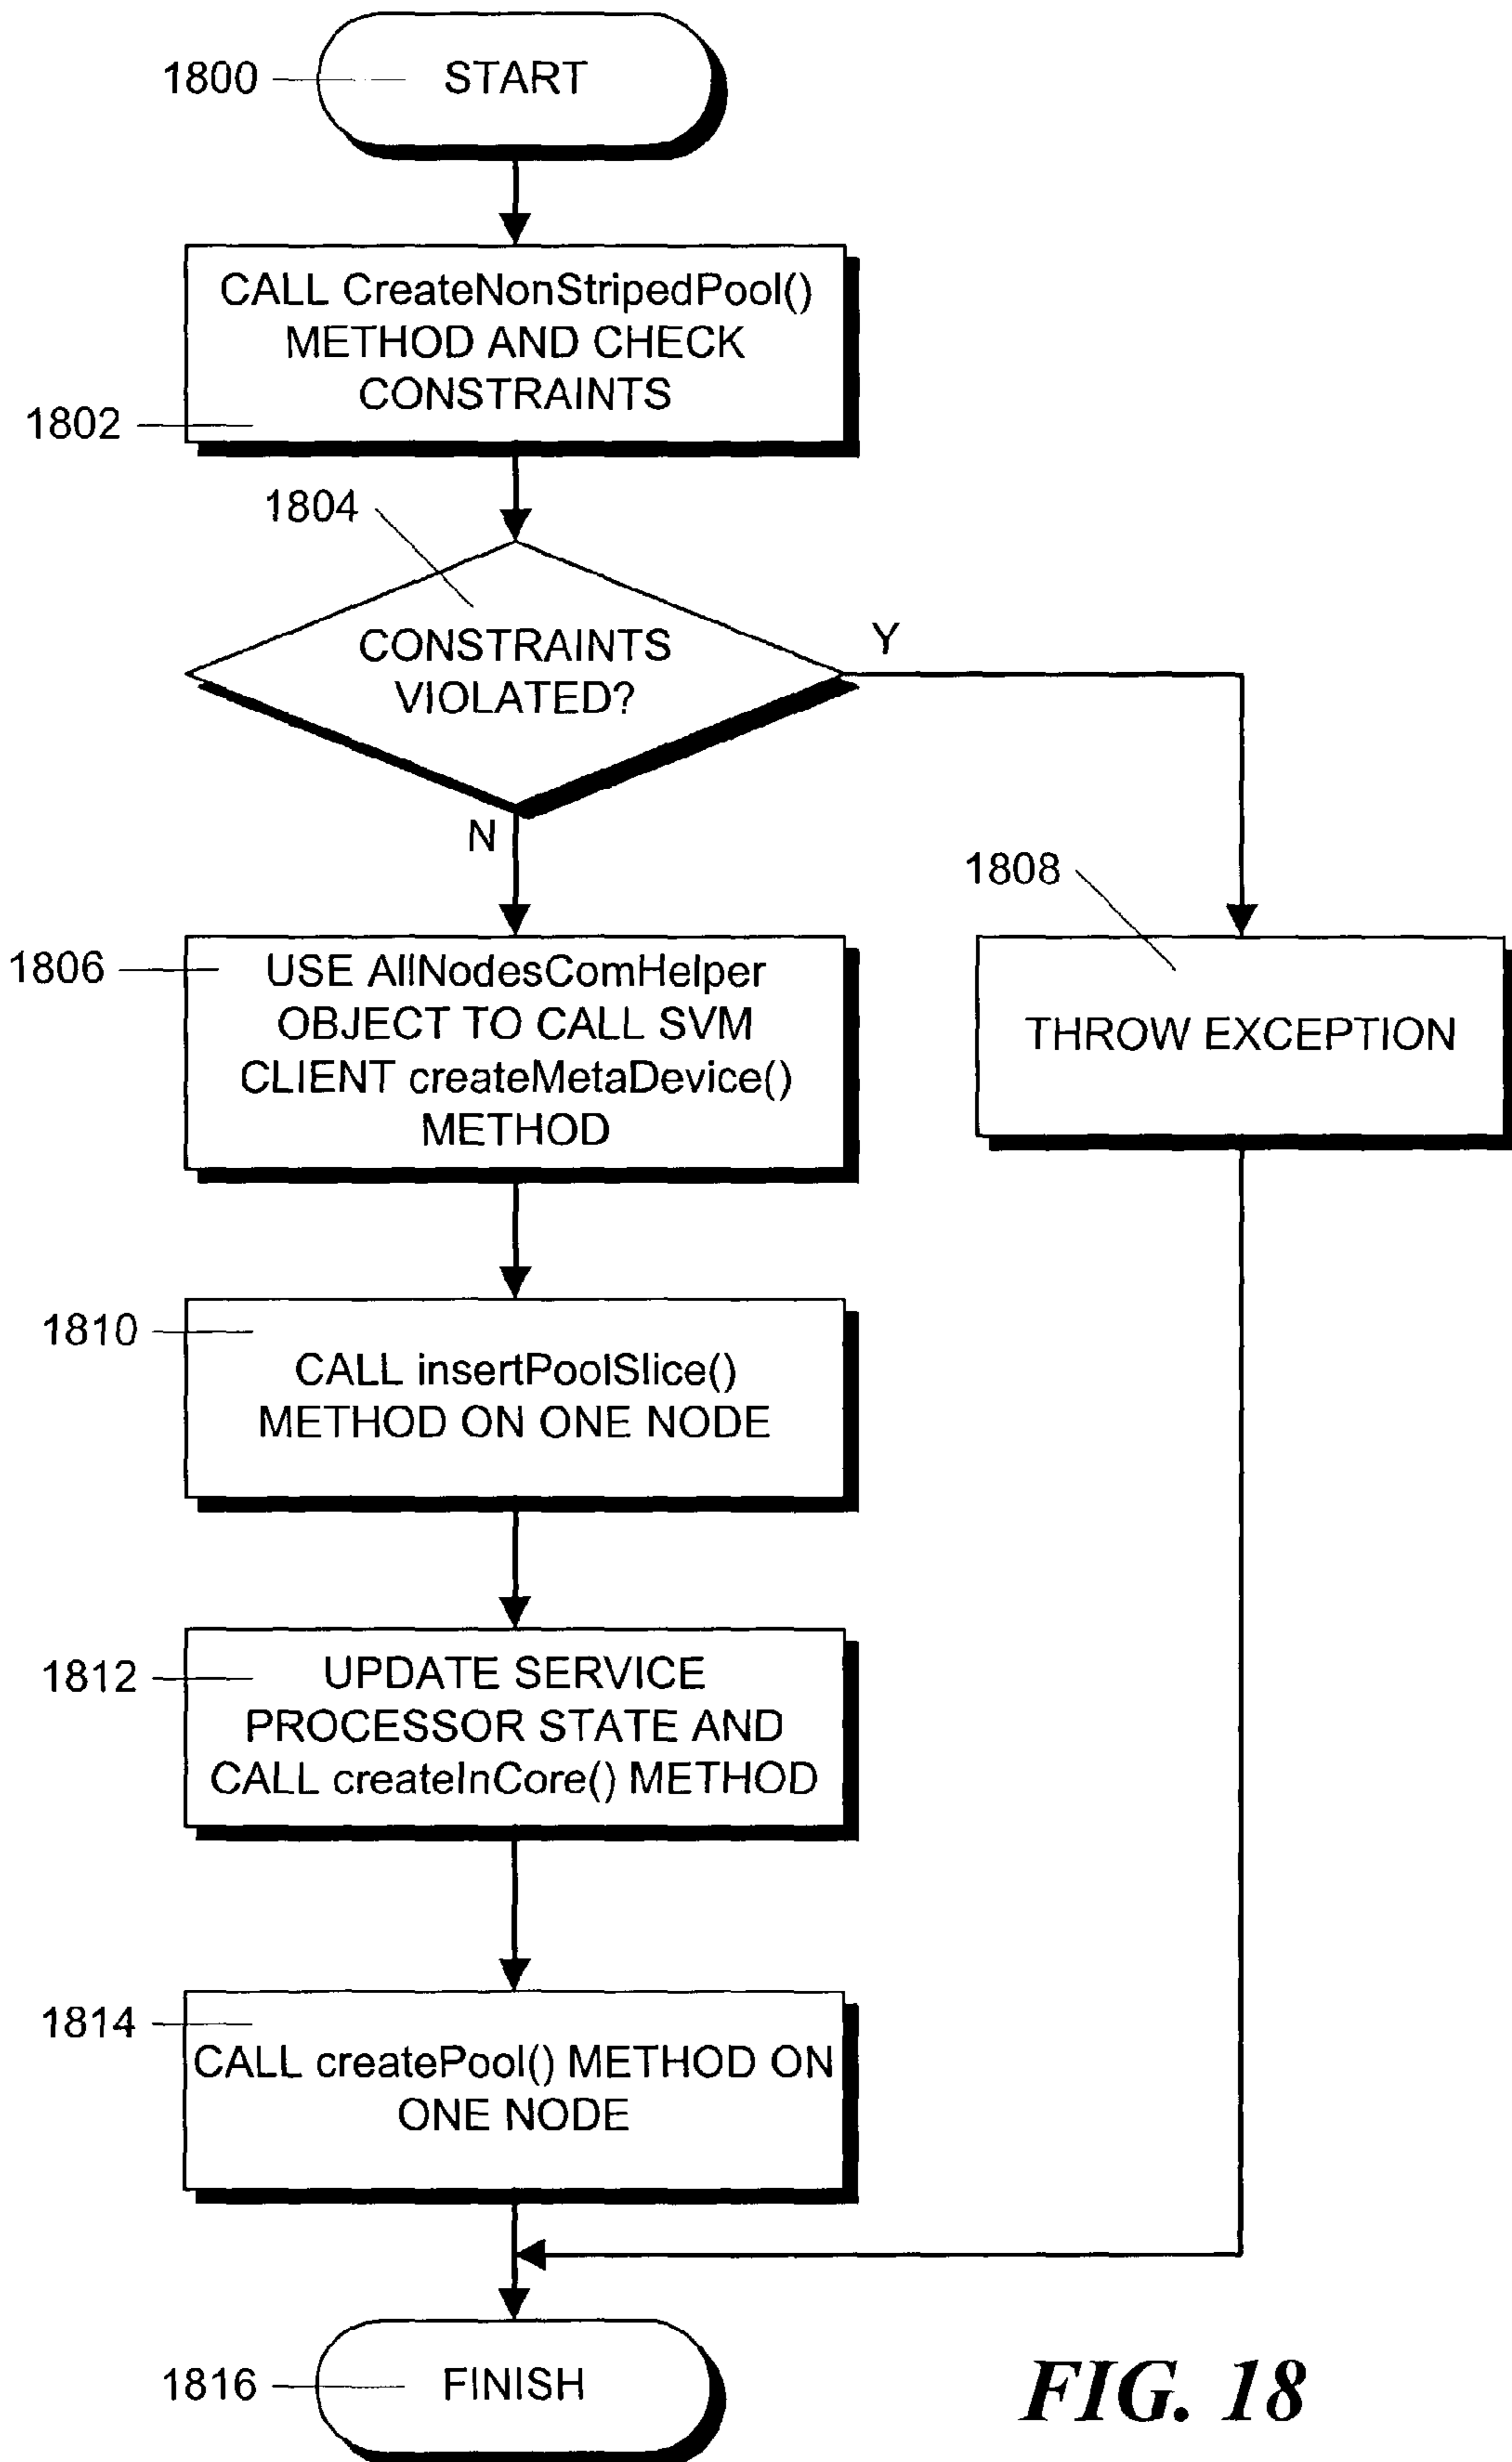 1800
START
CALL CreateNonStripedPool()
METHOD AND CHECK
CONSTRAINTS
1802
1804
CONSTRAINTS
VIOLATED?
Y
N
1806
USE AllNodesComHelper
OBJECT TO CALL SVM
CLIENT createMetaDevice()
METHOD
1808
THROW EXCEPTION
1810
CALL insertPoolSlice()
METHOD ON ONE NODE
1812
UPDATE SERVICE
PROCESSOR STATE AND
CALL createInCore() METHOD
1814
CALL createPool() METHOD ON
ONE NODE
1816
FINISH
FIG. 18